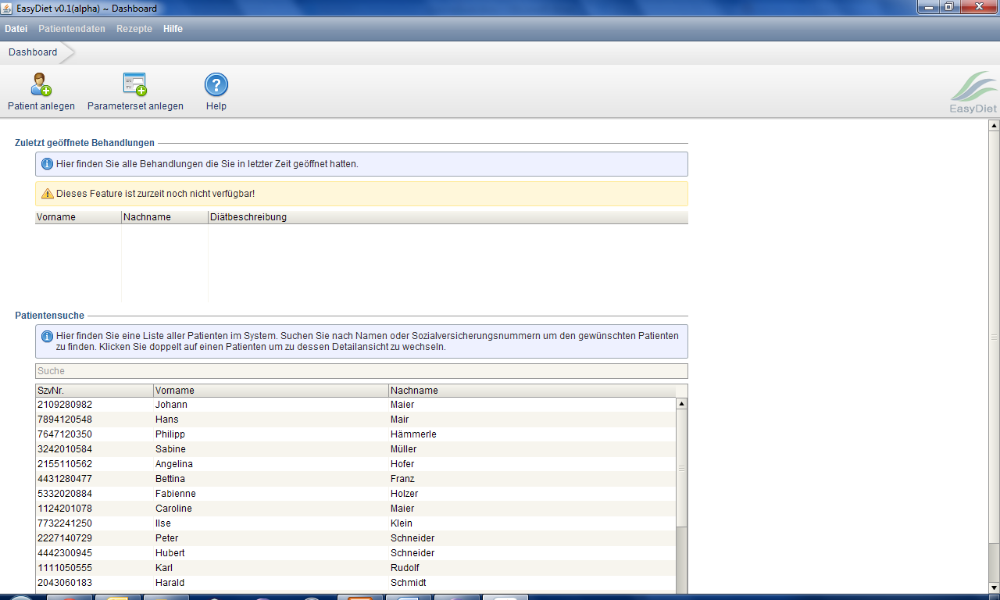 EasyDiet v0.1(alpha) ~ Dashboard
Datei Patientendaten Rezepte Hilfe
Dashboard
Patient anlegen Parameterset anlegen Help
EasyDiet
Zuletzt geöffnete Behandlungen
Hier finden Sie alle Behandlungen die Sie in letzter Zeit geöffnet hatten.
Dieses Feature ist zurzeit noch nicht verfügbar!
Vorname Nachname Diätbeschreibung
Patientensuche
Hier finden Sie eine Liste aller Patienten im System. Suchen Sie nach Namen oder Sozialversicherungsnummern um den gewünschten Patienten
zu finden. Klicken Sie doppelt auf einen Patienten um zu dessen Detailansicht zu wechseln.
Suche
SzvNr. Vorname Nachname
2109280982 Johann Maier
7894120548 Hans Mair
7647120350 Philipp Hämmerle
3242010584 Sabine Müller
2155110562 Angelina Hofer
4431280477 Bettina Franz
5332020884 Fabienne Holzer
1124201078 Caroline Maier
7732241250 Ilse Klein
2227140729 Peter Schneider
4442300945 Hubert Schneider
1111050555 Karl Rudolf
2043060183 Harald Schmidt